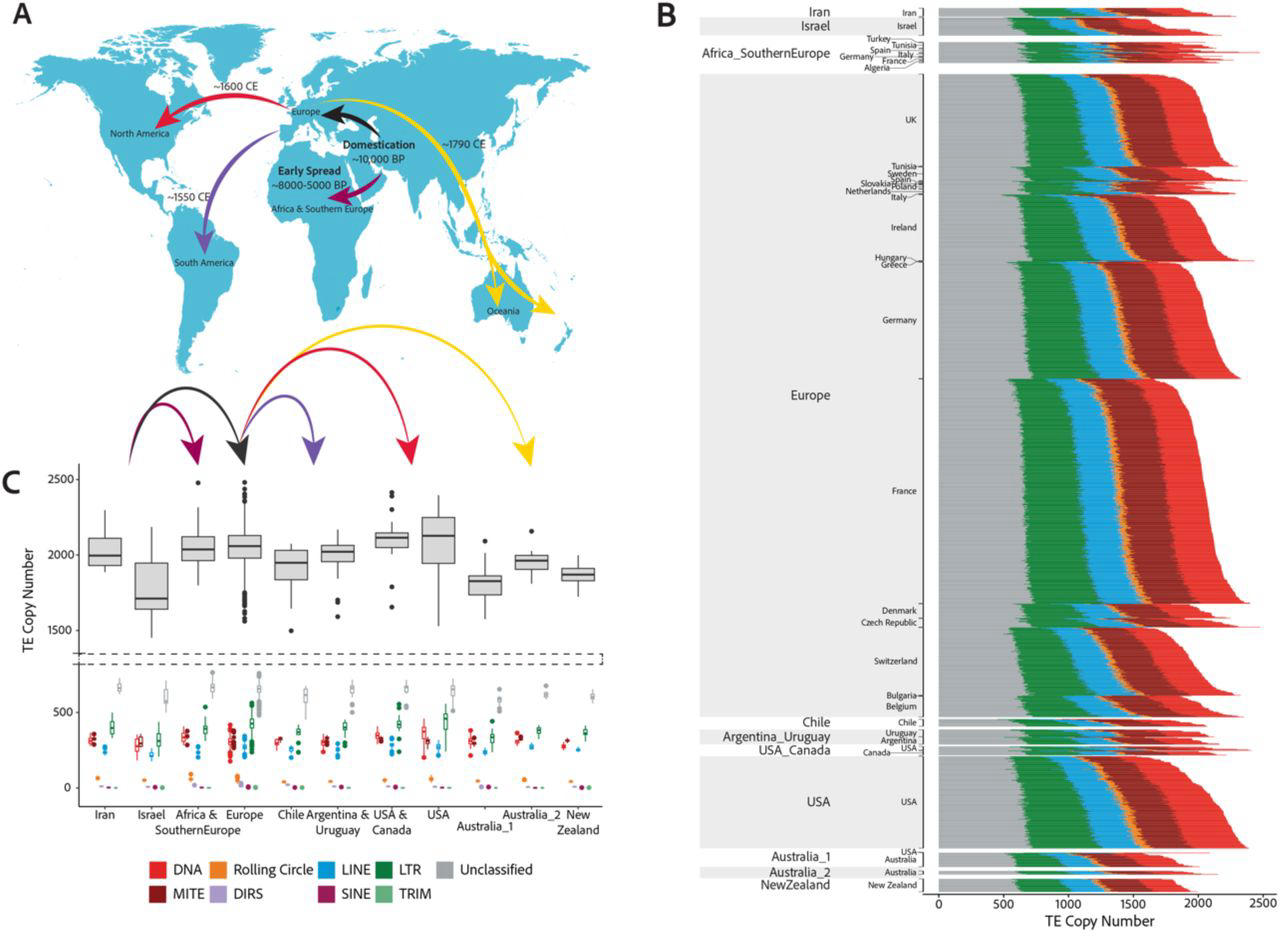 A
~1600 CE
Europe
North America
Domestication
~10,000 BP
~1790 CE
Early Spread
~8000-5000 BP
~1550 CE
Africa & Southern Europe
South America
Oceania
C
TE Copy Number
2500
2000
1500
500
0
Iran
Israel
Africa &
SouthernEurope
Europe
Chile
Argentina &
Uruguay
USA &
Canada
USA
Australia_1
Australia_2
New
Zealand
DNA
Rolling Circle
LINE
LTR
Unclassified
MITE
DIRS
SINE
TRIM
B
Iran
Iran
Israel
Israel
Africa_SouthernEurope
Turkey
Tunisia
Spain
Italy
Germany
France
Algeria
Europe
UK
Tunisia
Sweden
Spain
Slovakia
Poland
Netherlands
Italy
Ireland
Hungary
Greece
Germany
France
Denmark
Czech Republic
Switzerland
Bulgaria
Belgium
Chile
Chile
Argentina_Uruguay
Uruguay
Argentina
USA_Canada
USA
Canada
USA
USA
Australia_1
USA
Australia
Australia_2
Australia
NewZealand
New Zealand
0
500
1000
1500
2000
2500
TE Copy Number